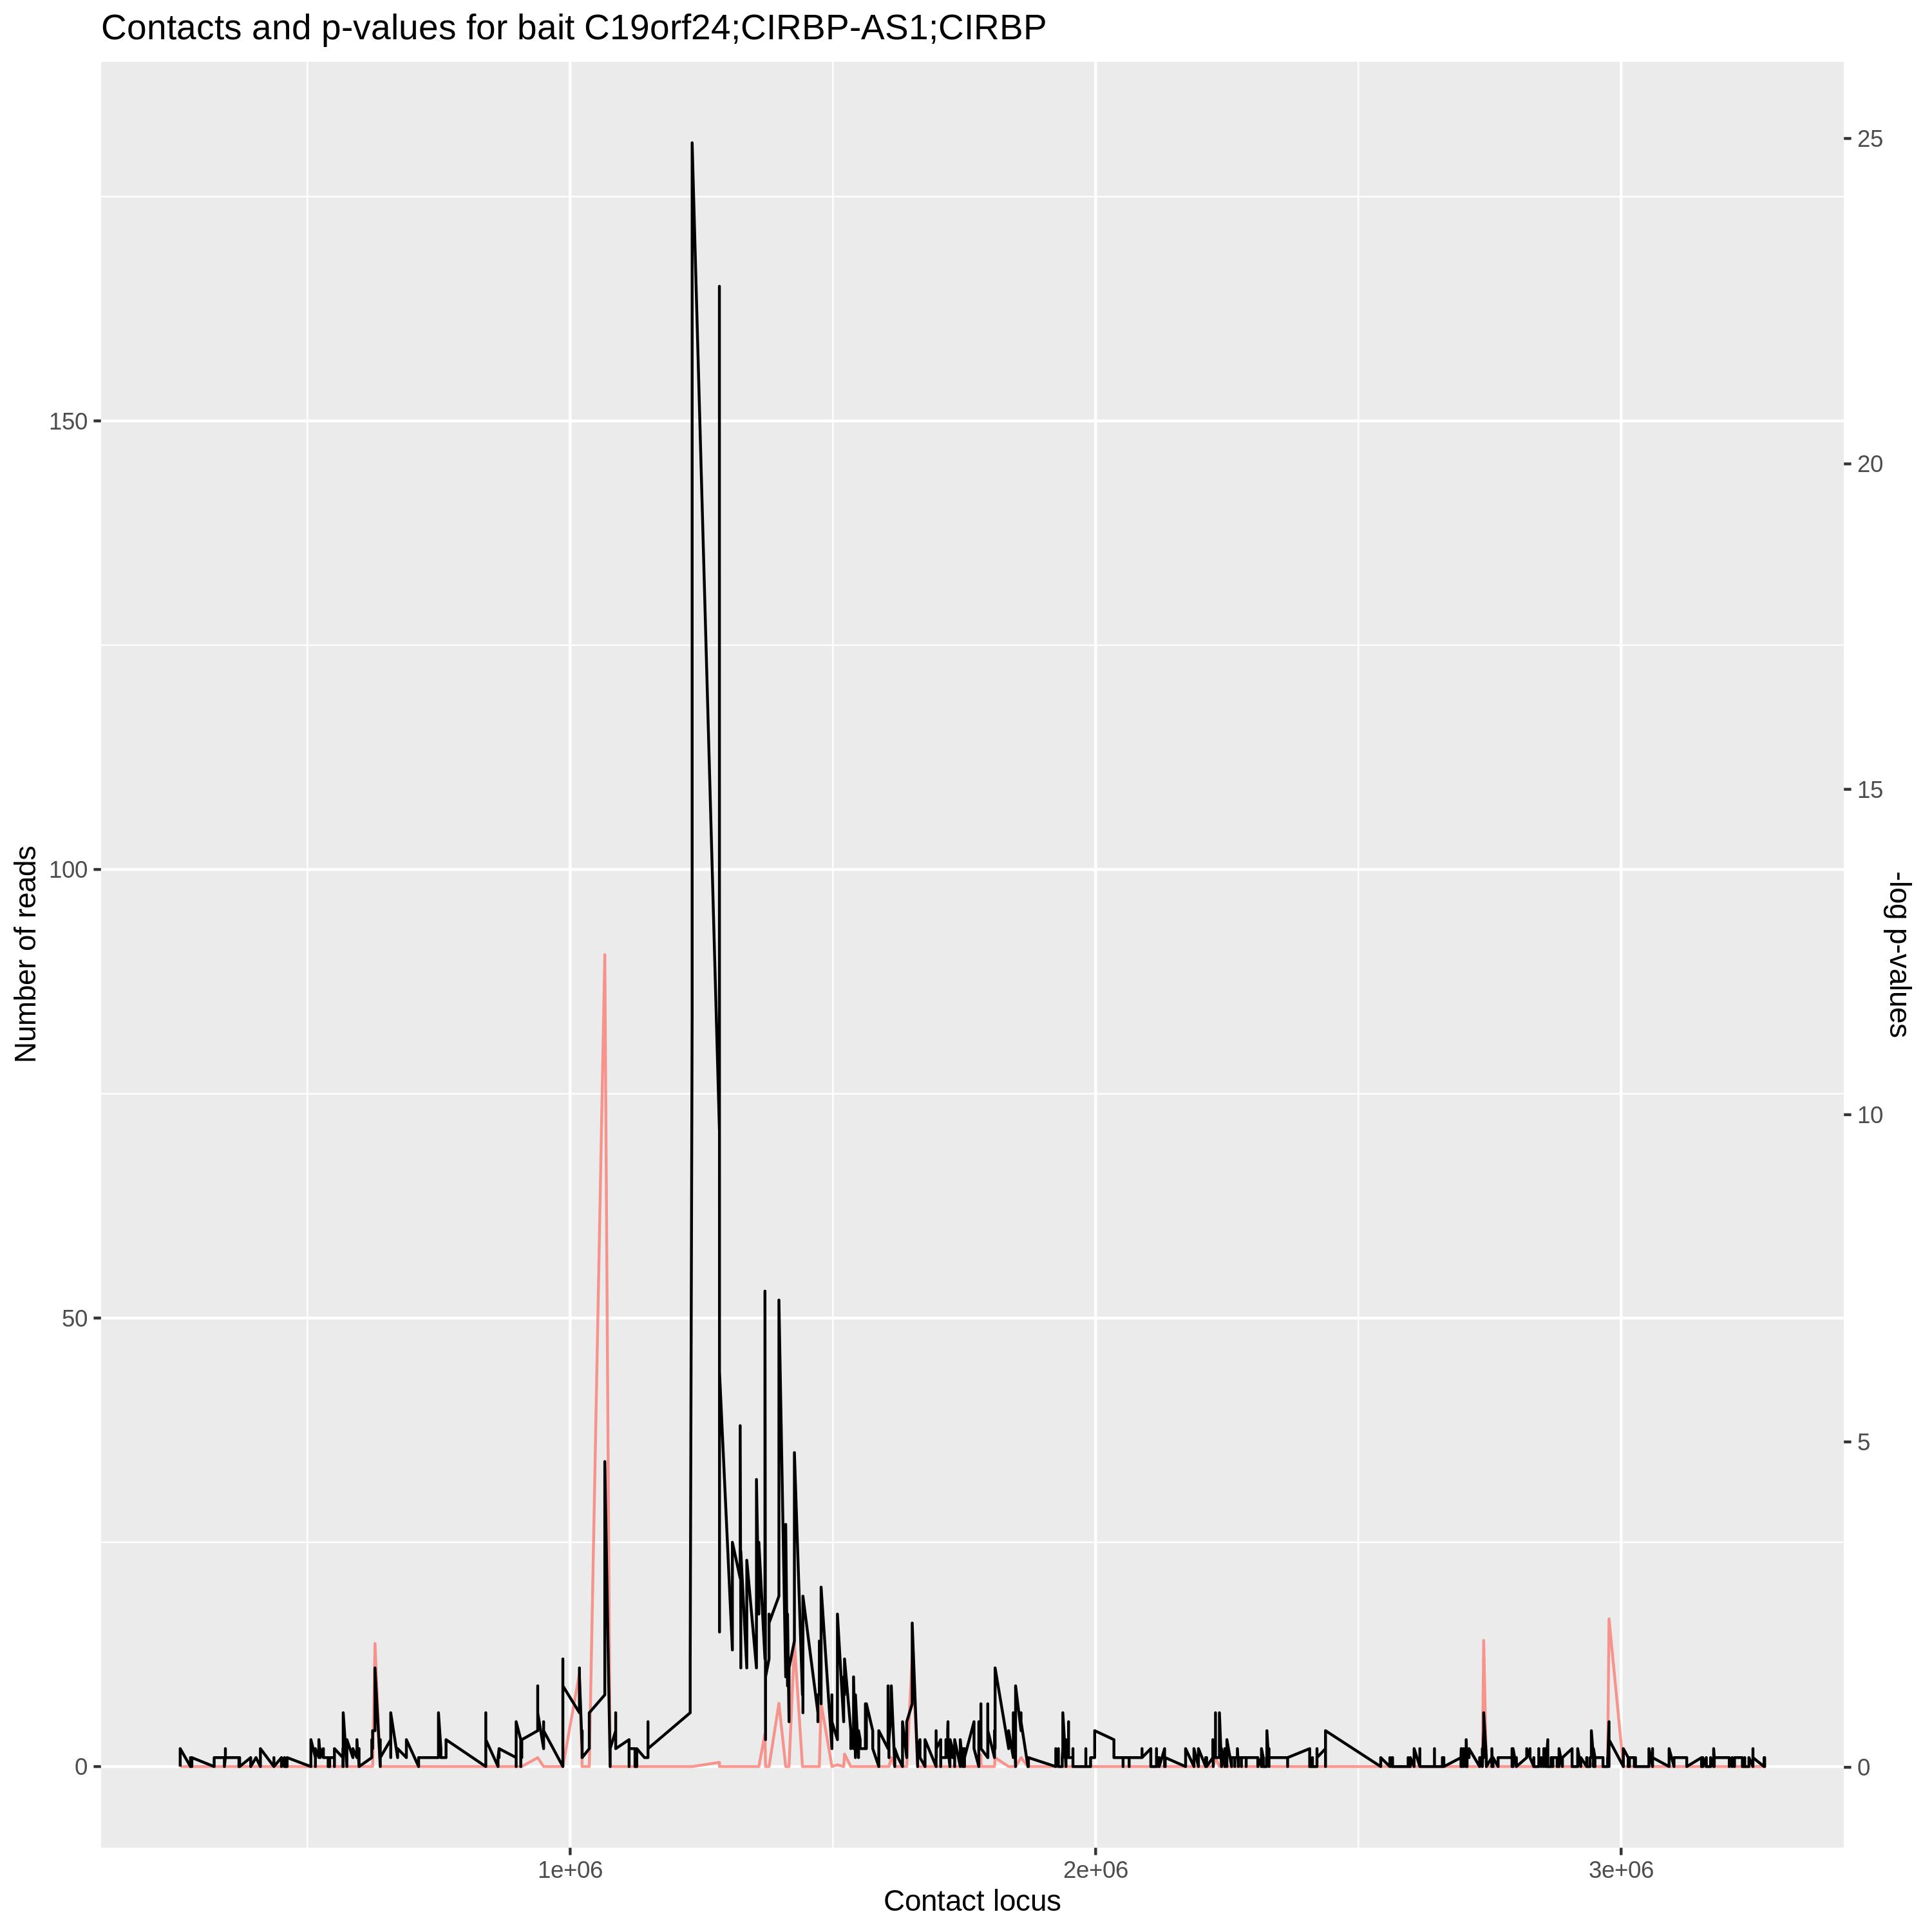 Contacts and p-values for bait C19orf24;CIRBP-AS1;CIRBP
Number of reads
150
100
50
0
25
20
15
10
5
0
-log p-values
1e+06
2e+06
3e+06
Contact locus